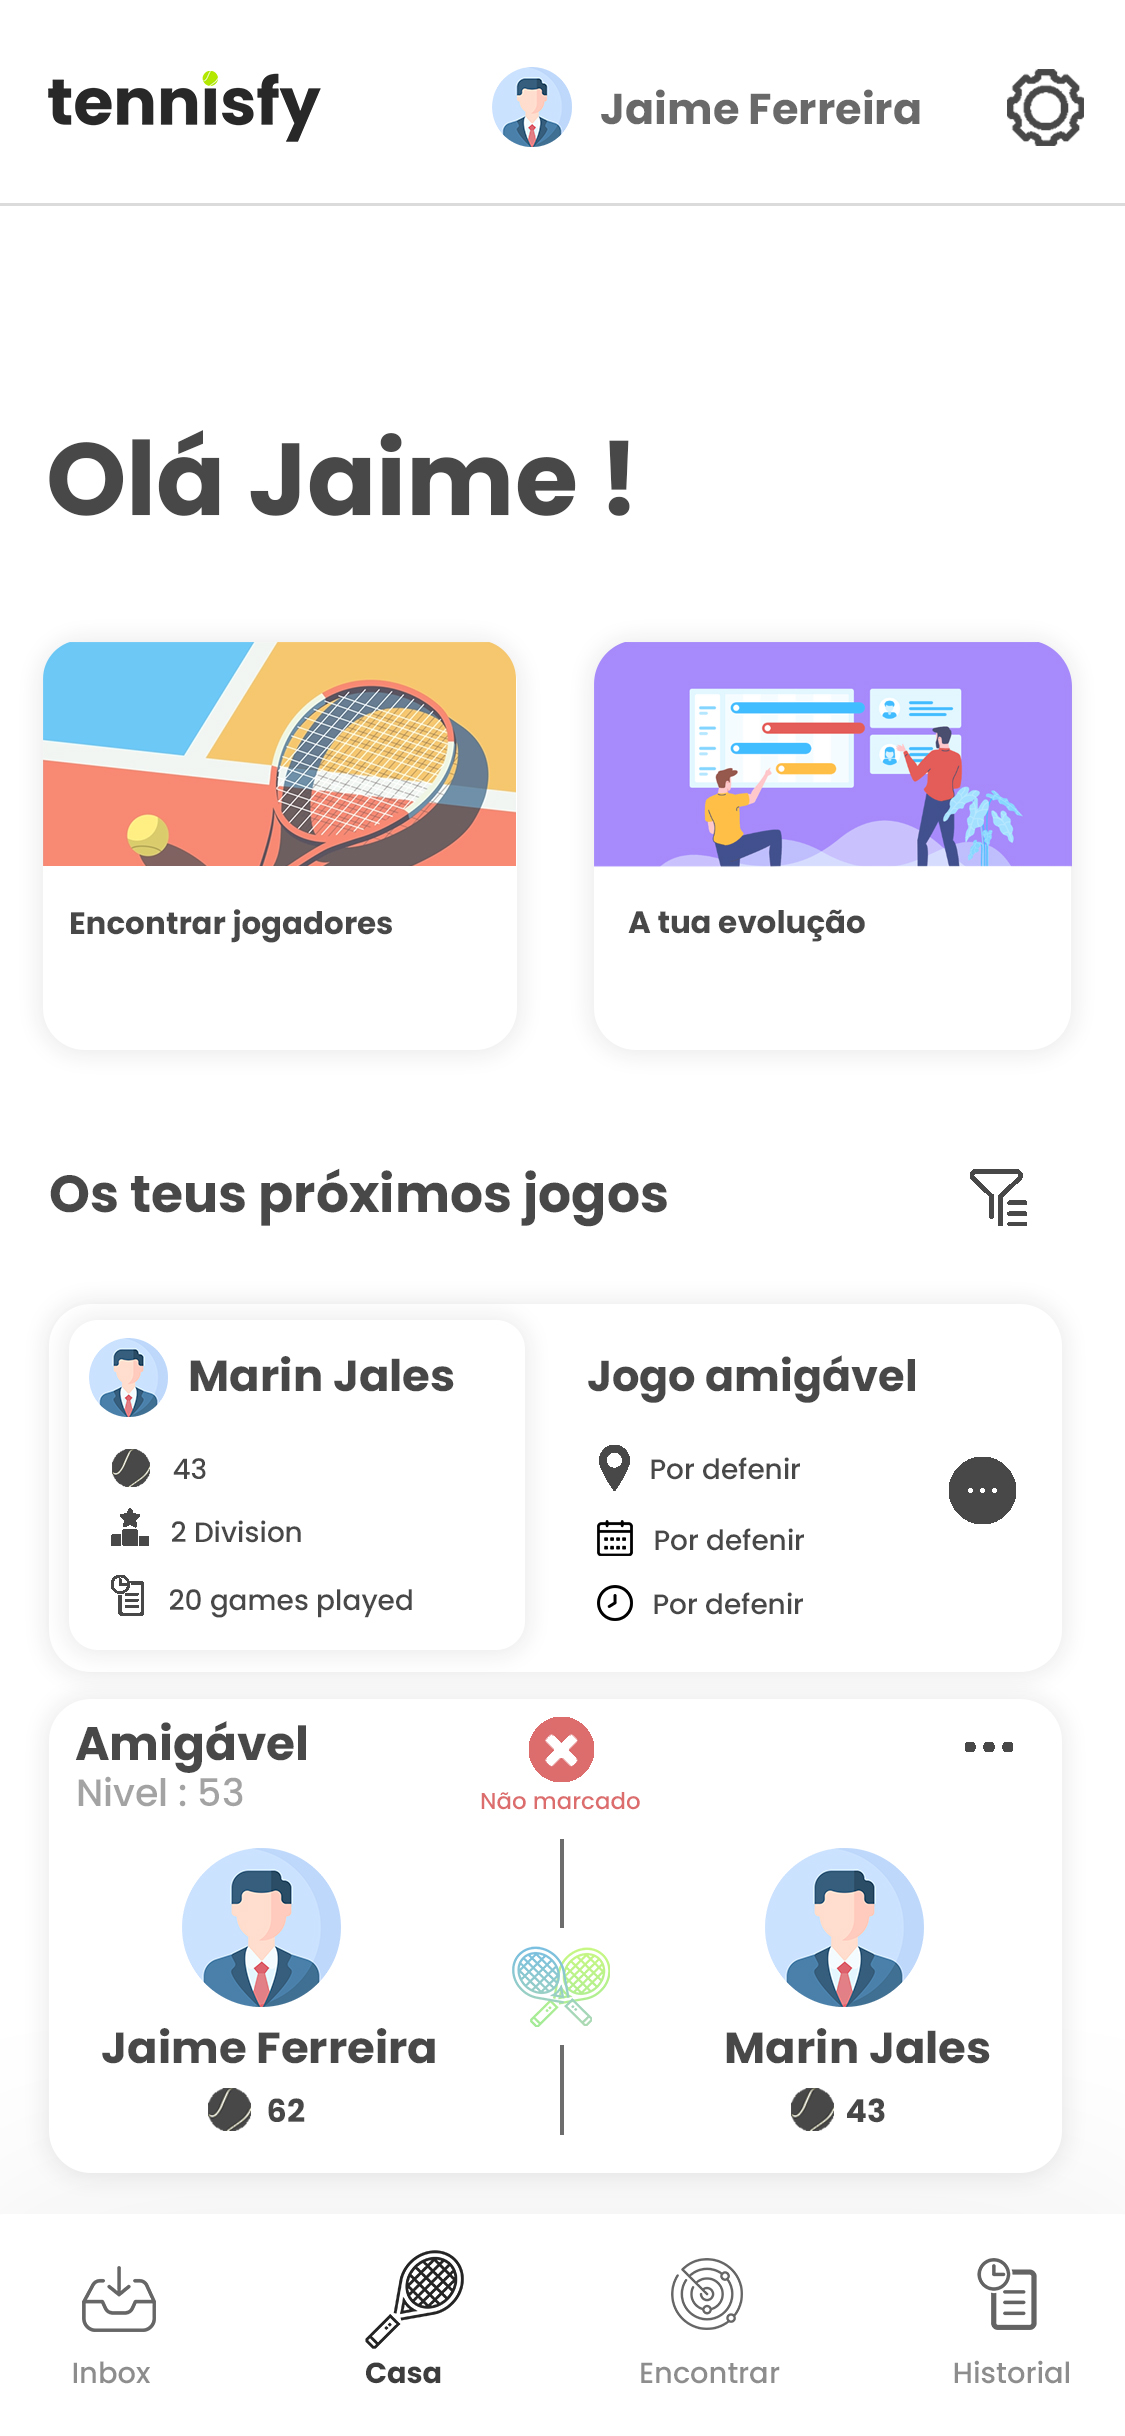 tennisfy
Jaime Ferreira
Olá Jaime !
Encontrar jogadores
A tua evolução
Os teus próximos jogos
Marin Jales
43
2 Division
20 games played
Jogo amigável
Por defenir
Por defenir
Por defenir
Amigável
Nivel : 53
Não marcado
Jaime Ferreira
62
Marin Jales
43
Inbox
Casa
Encontrar
Historial